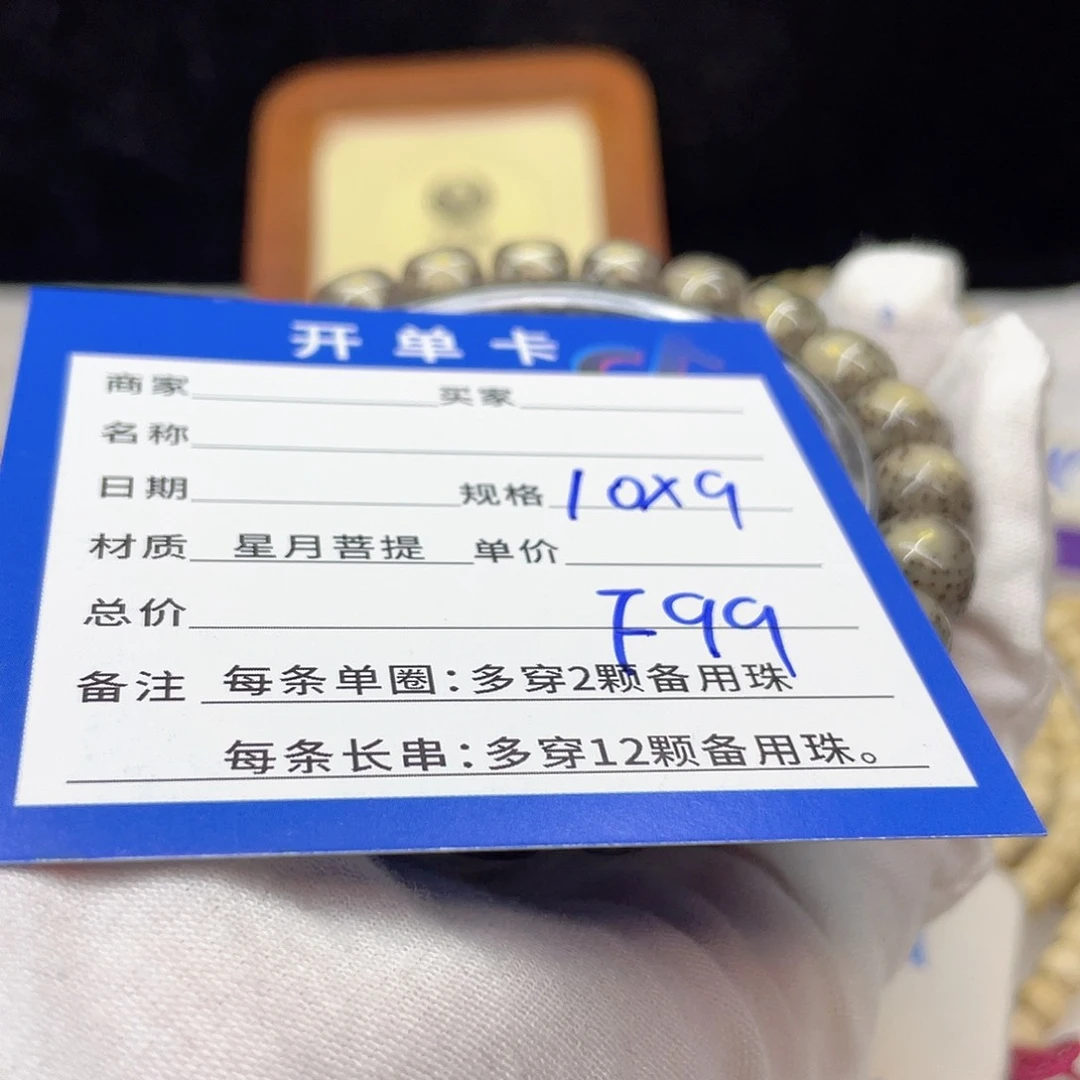 开单卡
商家 买家
名称
日期 规格 10x9
材质 星月菩提 单价
总价 F99
备注 每条单圈:多穿2颗备用珠
每条长串:多穿12颗备用珠。